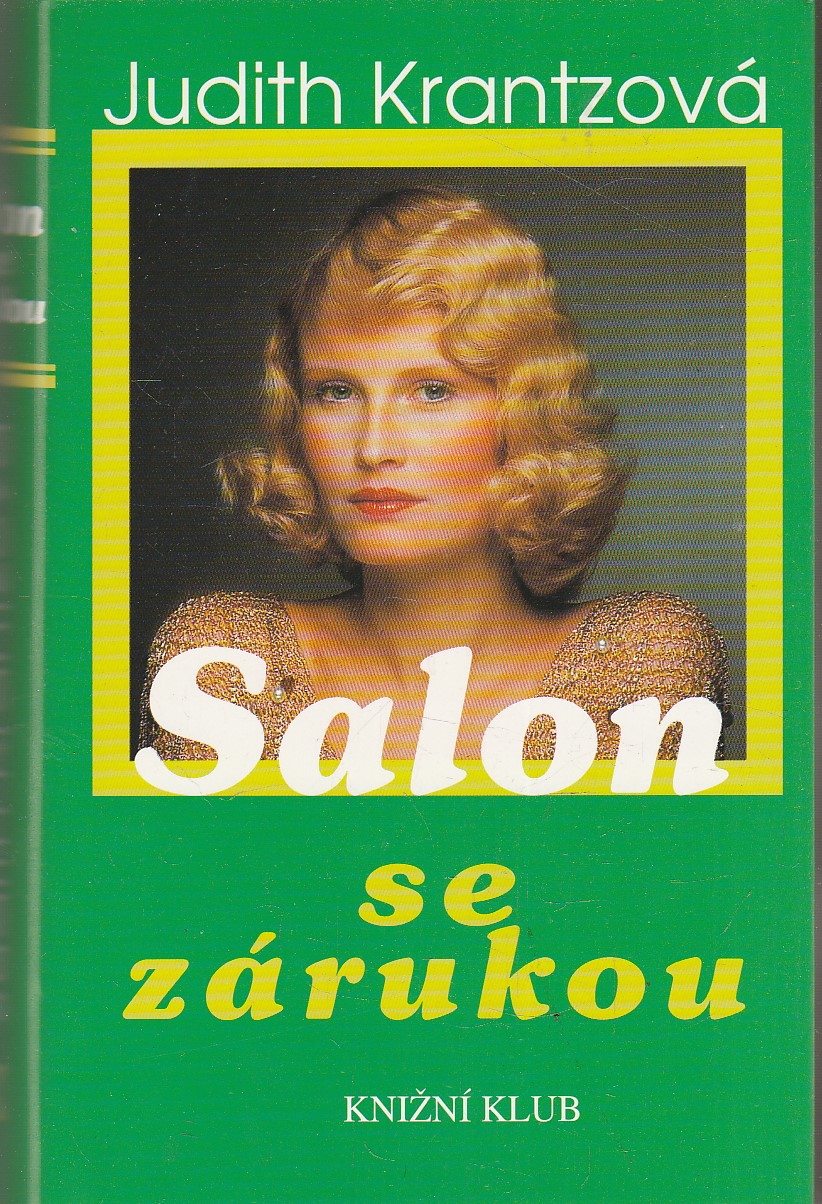 Judith Krantzová
Salon
se
zárukou
KNIŽNÍ KLUB